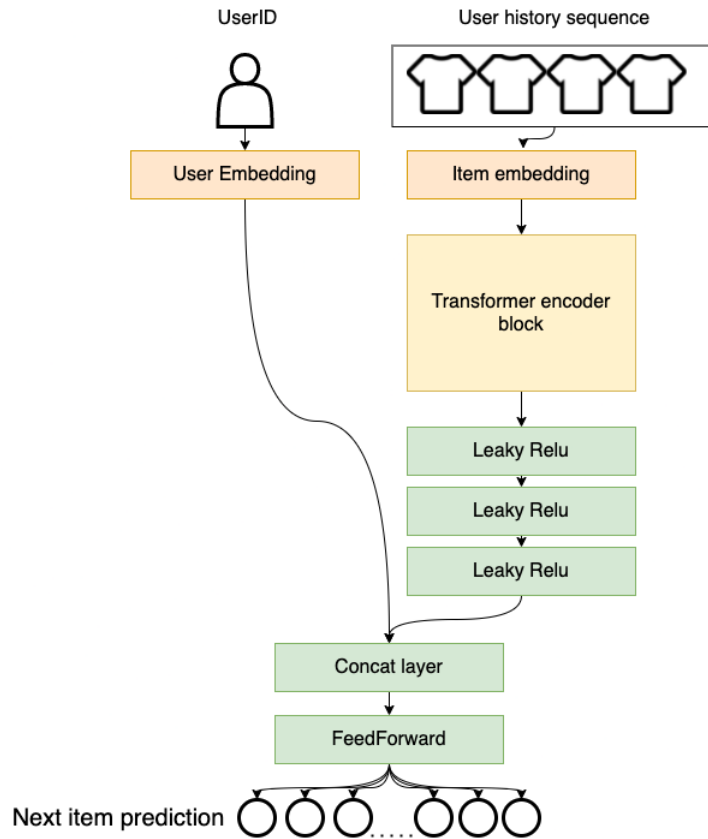 UserID
User history sequence
User Embedding
Item embedding
Transformer encoder
block
Leaky Relu
Leaky Relu
Leaky Relu
Concat layer
FeedForward
Next item prediction
.....